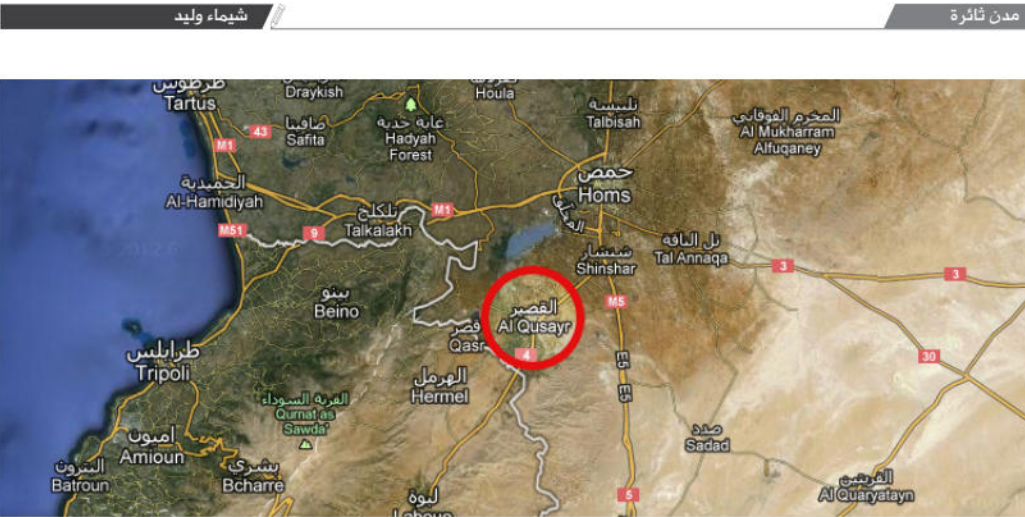 مدن ثائرة
شيماء وليد
طرطوس
Tartus
Draykish
Houla
43
صافيتا
Safita
غابة حدية
Hadyah
Forest
تلبيسة
Talbisah
المخرم الفوقاني
Al Mukharram
Alfuqaney
M1
حمص
Homs
الحميدية
Al-Hamidiyah
تلكلخ
Talkalakh
M1
M51
9
شنشار
Shinshar
تل الناقة
Tal Annaqa
3
3
بينو
Beino
القصير
Al Qusayr
M5
قصر
Qasr
4
E5
30
طرابلس
Tripoli
الهرمل
Hermel
E5
القرنة السوداء
Qurnat as
Sawda'
صدد
Sadad
اميون
Amioun
البترون
Batroun
بشري
Bcharre
القريتين
Al Quaryatayn
لبوة
5